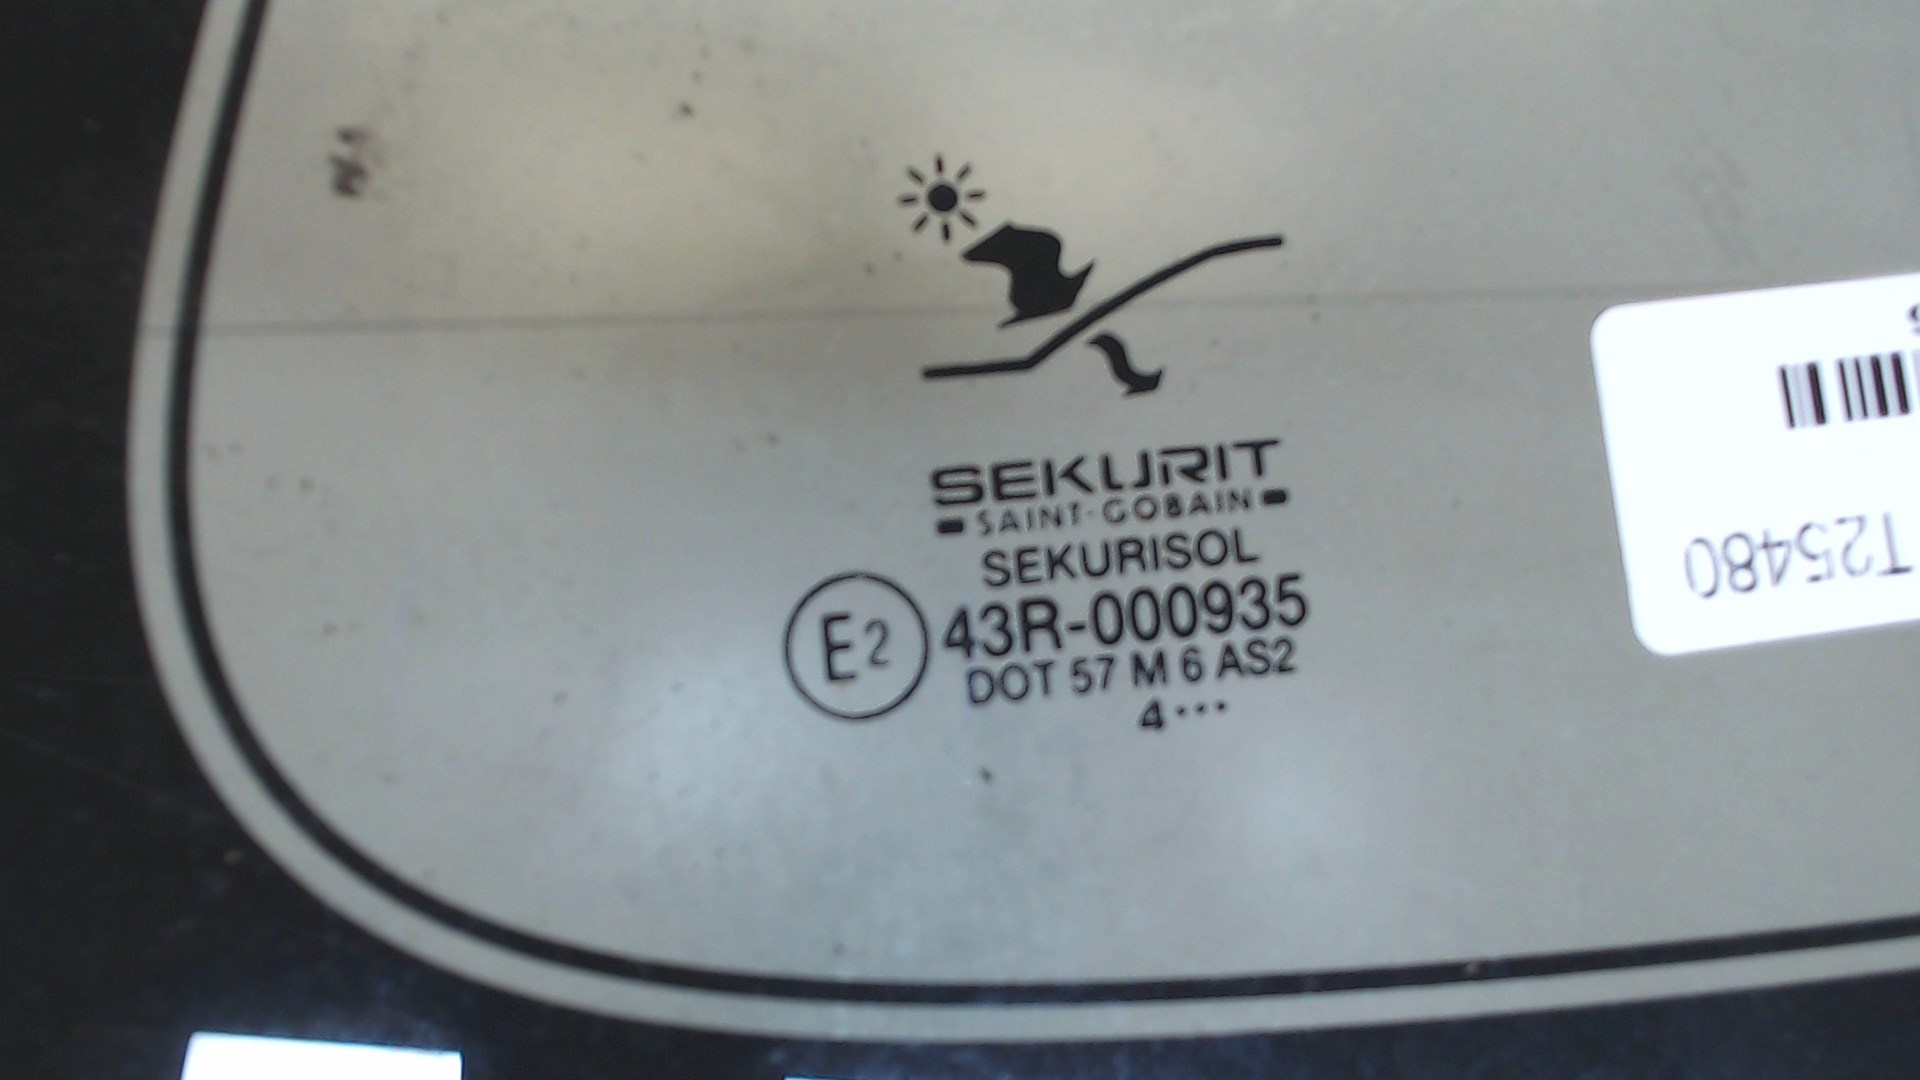 SEKURIT
SAINT-GOBAIN
SEKURISOL
E2 43R-000935
DOT 57 M 6 AS2
4•••
T25480